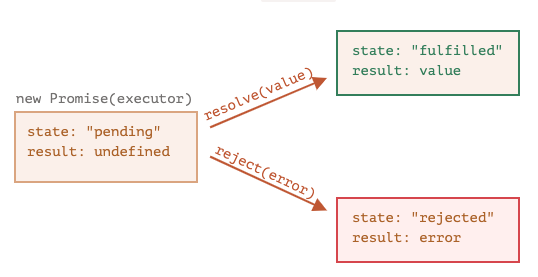 new Promise(executor)
state: "pending"
result: undefined
resolve(value)
reject(error)
state: "fulfilled"
result: value
state: "rejected"
result: error